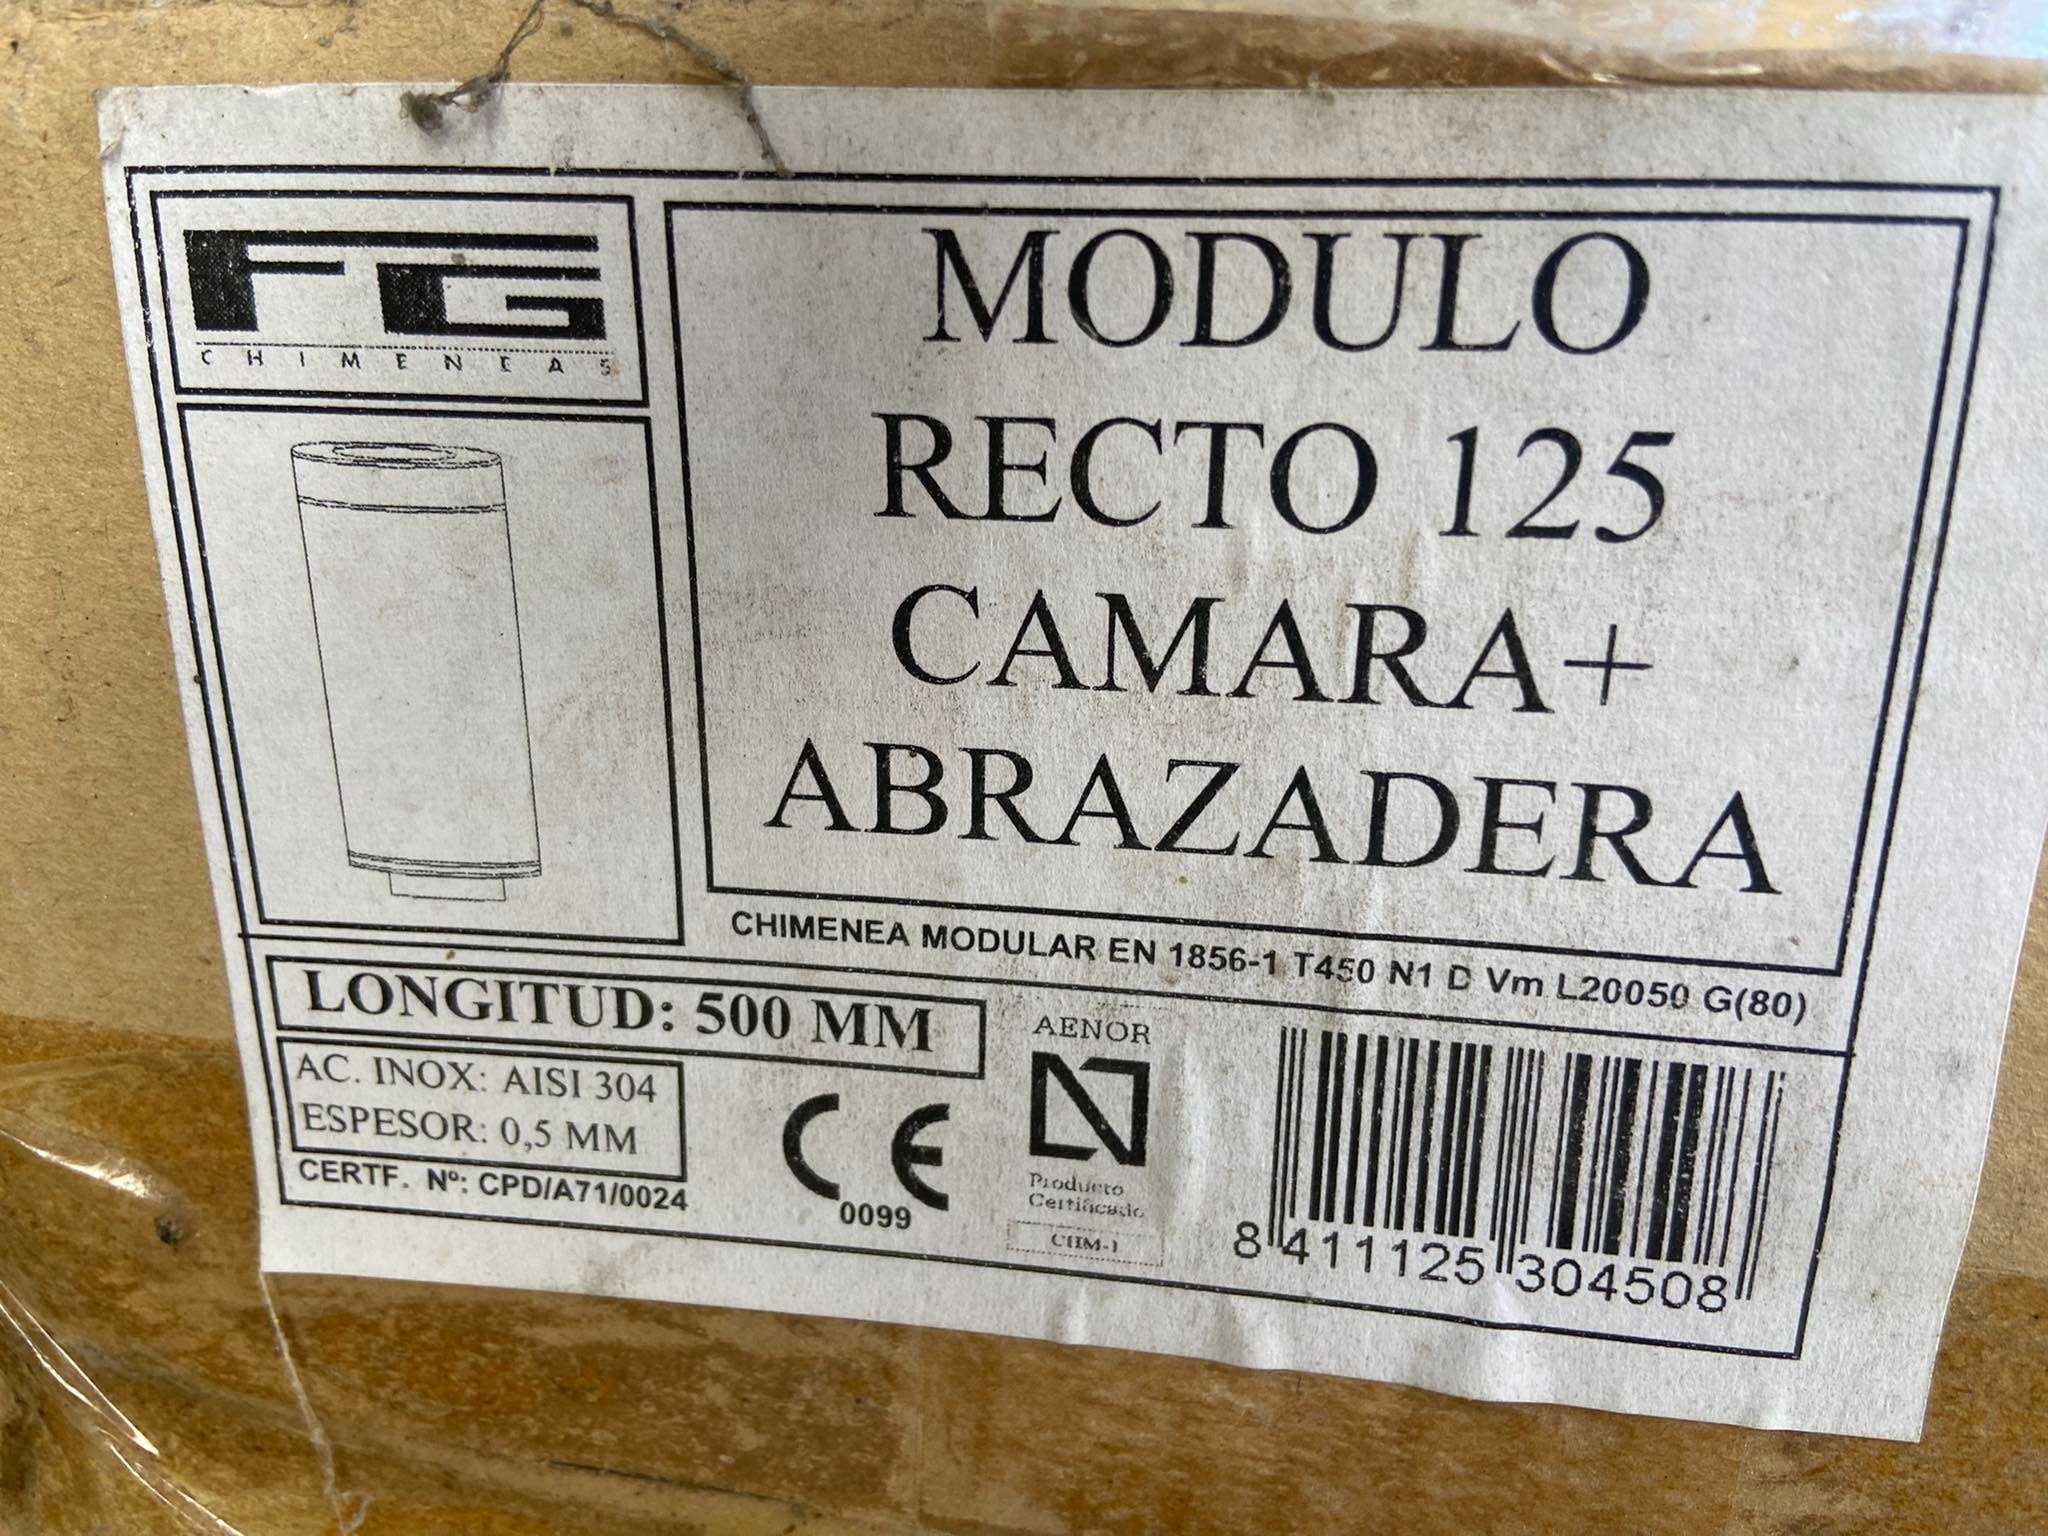 FG
CHIMENEAS
MODULO
RECTO 125
CAMARA+
ABRAZADERA
CHIMENEA MODULAR EN 1856-1 T450 N1 D Vm L20050 G(80)
LONGITUD: 500 MM
AC. INOX: AISI 304
ESPESOR: 0,5 MM
CERTF. Nº: CPD/A71/0024
CE
0099
AENOR
N
Producto
Certificado
CHM-1
8 411125 304508